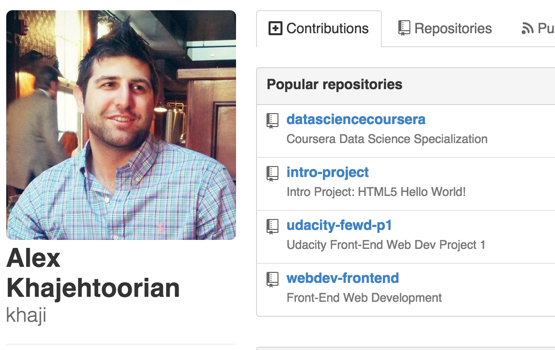 Alex
Khajehtoorian
khaji
Contributions
Repositories
Popular repositories
datasciencecoursera
Coursera Data Science Specialization
intro-project
Intro Project: HTML5 Hello World!
udacity-fewd-p1
Udacity Front-End Web Dev Project 1
webdev-frontend
Front-End Web Development